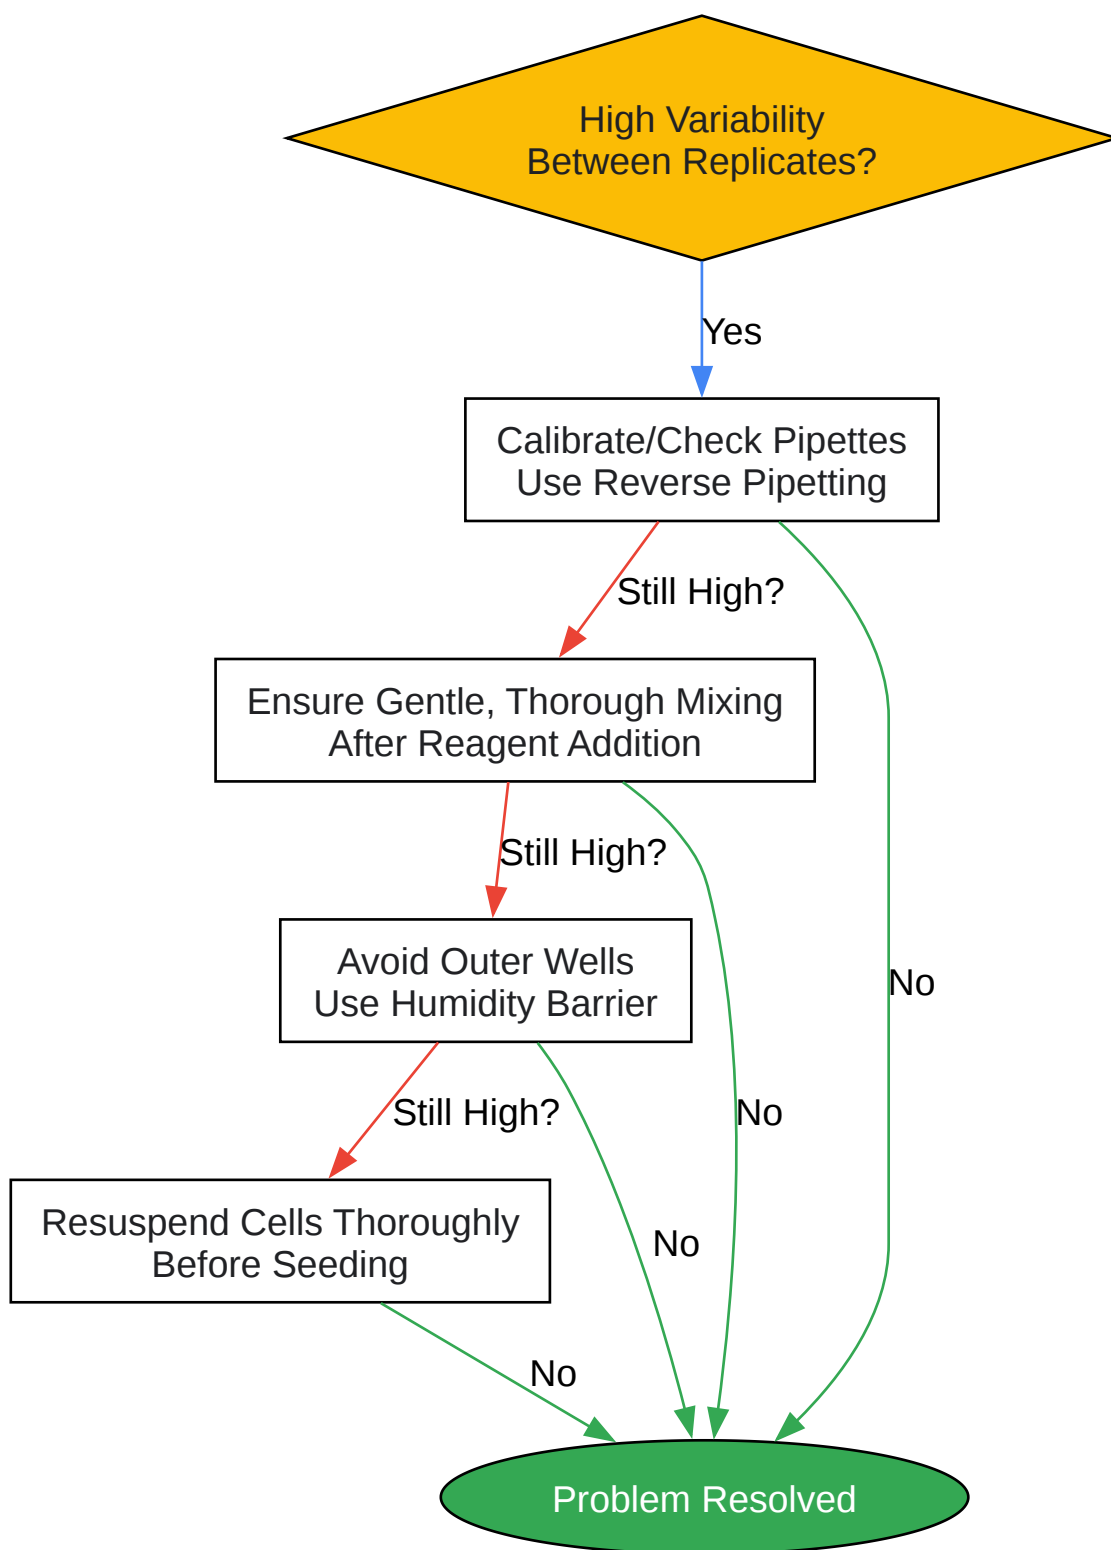 High Variability
Between Replicates?
Yes
Calibrate/Check Pipettes
Use Reverse Pipetting
Still High?
Ensure Gentle, Thorough Mixing
After Reagent Addition
Still High?
Avoid Outer Wells
Use Humidity Barrier
No
Still High?
No
Resuspend Cells Thoroughly
Before Seeding
No
No
Problem Resolved